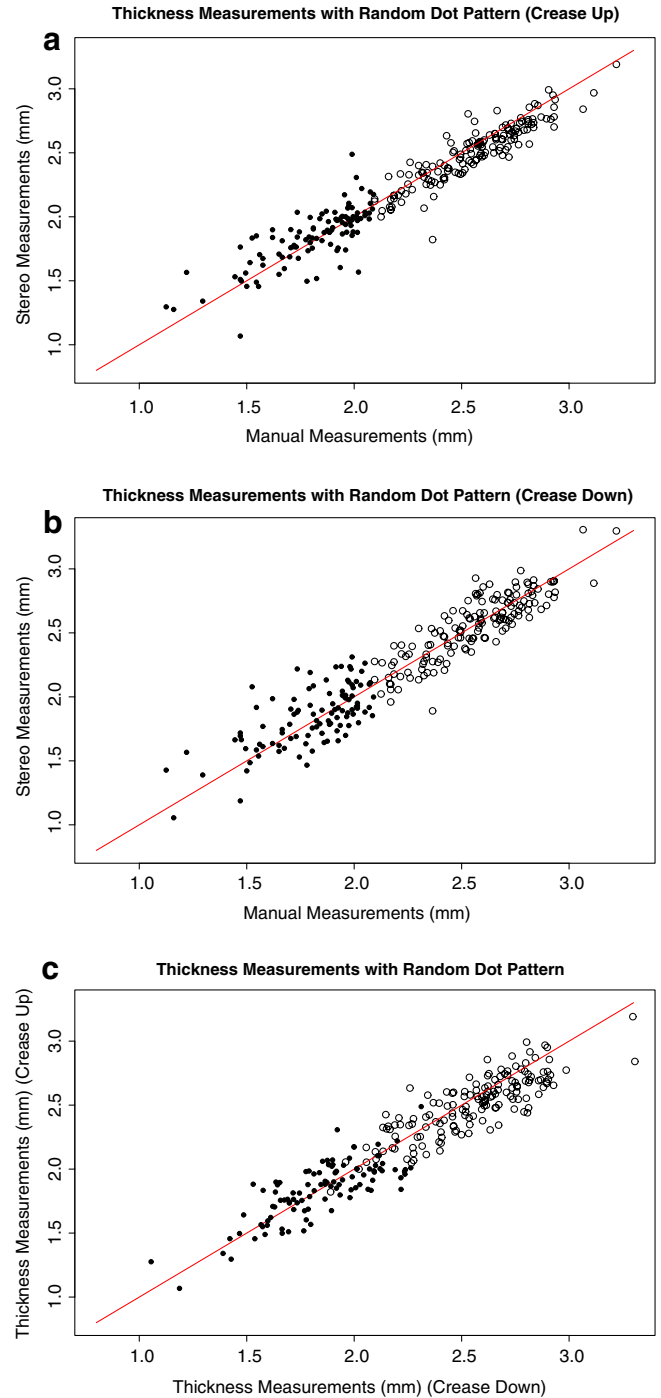 Thickness Measurements with Random Dot Pattern (Crease Up)
a
3.0
2.5
2.0
1.5
1.0
Stereo Measurements (mm)
1.0 1.5 2.0 2.5 3.0
Manual Measurements (mm)
Thickness Measurements with Random Dot Pattern (Crease Down)
b
3.0
2.5
2.0
1.5
1.0
Stereo Measurements (mm)
1.0 1.5 2.0 2.5 3.0
Manual Measurements (mm)
c
Thickness Measurements with Random Dot Pattern
3.0
2.5
2.0
1.5
1.0
Thickness Measurements (mm) (Crease Up)
1.0 1.5 2.0 2.5 3.0
Thickness Measurements (mm) (Crease Down)